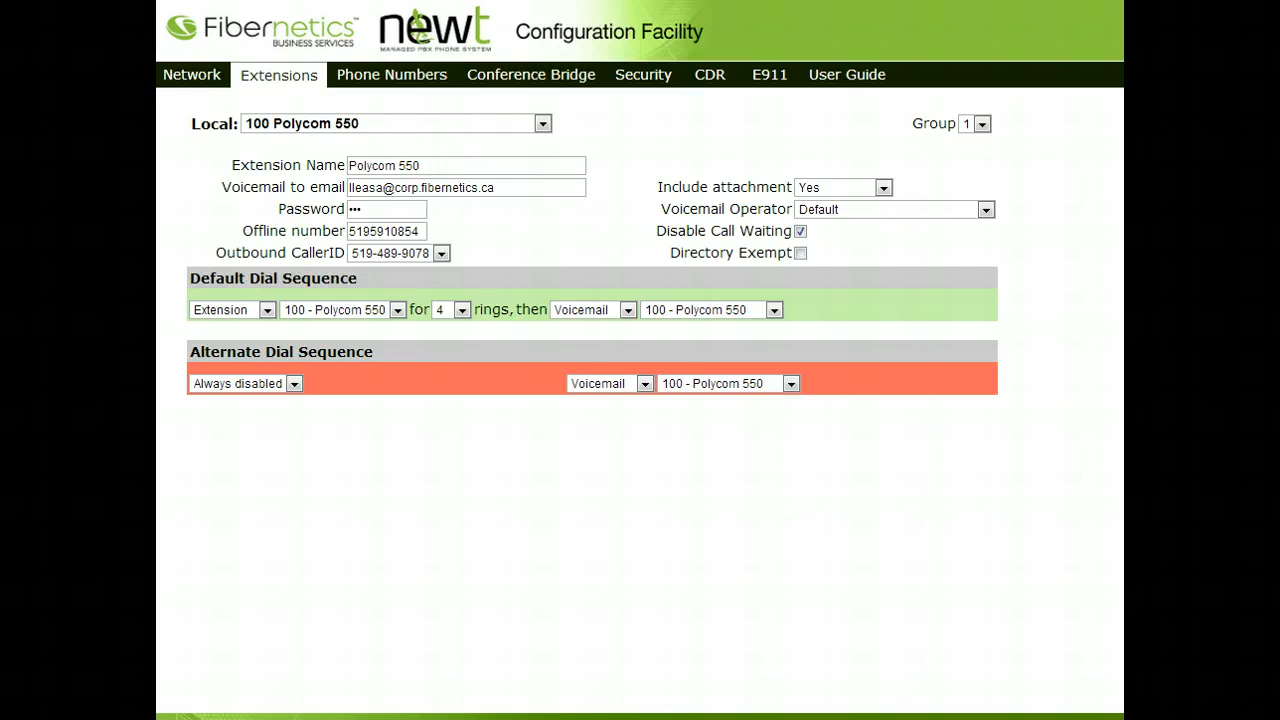 Fibernetics™ newt Configuration Facility
BUSINESS SERVICES MANAGED PBX PHONE SYSTEM
Network Extensions Phone Numbers Conference Bridge Security CDR E911 User Guide
Local: 100 Polycom 550 Group 1
Extension Name Polycom 550
Voicemail to email lleasa@corp.fibernetics.ca Include attachment Yes
Password ••• Voicemail Operator Default
Offline number 5195910854 Disable Call Waiting
Outbound CallerID 519-489-9078 Directory Exempt
Default Dial Sequence
Extension 100 - Polycom 550 for 4 rings, then Voicemail 100 - Polycom 550
Alternate Dial Sequence
Always disabled Voicemail 100 - Polycom 550